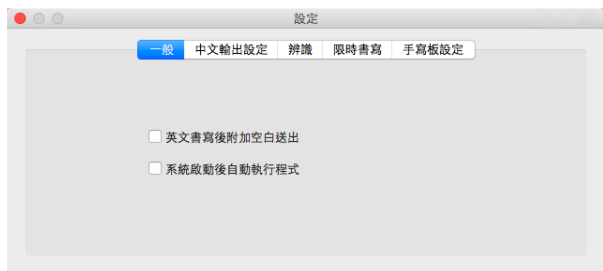 設定
一般 中文輸出設定 辨識 限時書寫 手寫板設定
英文書寫後附加空白送出
系統啟動後自動執行程式